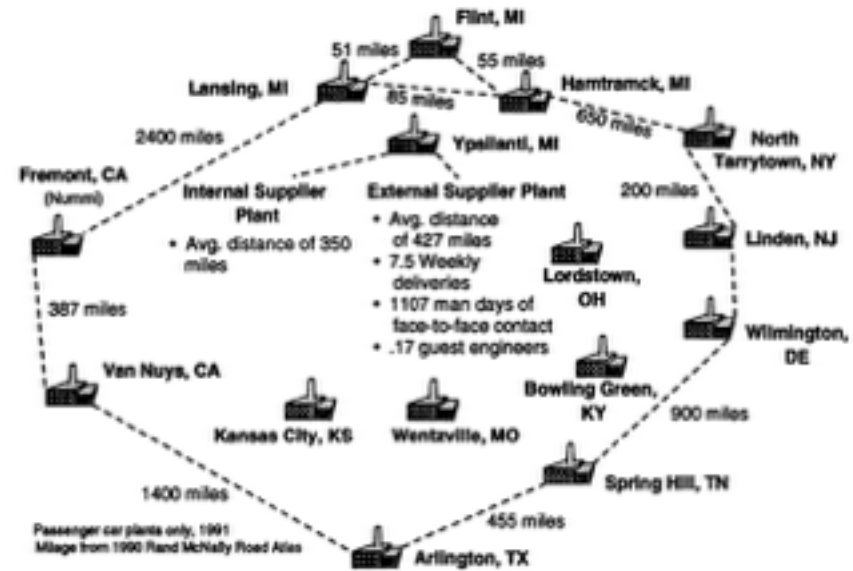 Flint, MI
51 miles
55 miles
Lansing, MI
85 miles
Hamtramck, MI
650 miles
2400 miles
Ypsilanti, MI
North
Tarrytown, NY
Fremont, CA
(Nummi)
Internal Supplier
Plant
• Avg. distance of 350
miles
External Supplier Plant
• Avg. distance
of 427 miles
• 7.5 Weekly
deliveries
• 1107 man days of
face-to-face contact
• .17 guest engineers
200 miles
Linden, NJ
Lordstown,
OH
387 miles
Wilmington,
DE
Van Nuys, CA
Bowling Green,
KY
Kansas City, KS
Wentzville, MO
900 miles
Spring Hill, TN
1400 miles
455 miles
Passenger car plants only, 1991
Milage from 1990 Rand McNally Road Atlas
Arlington, TX